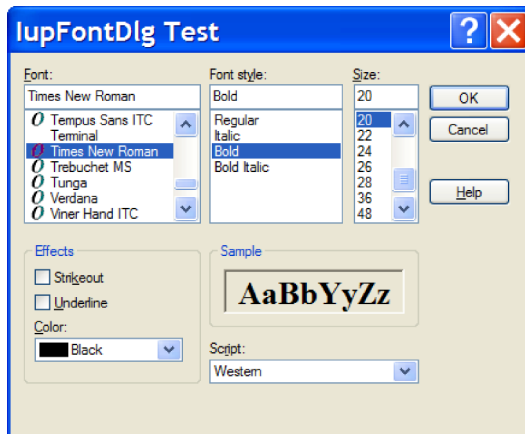 IupFontDlg Test
Font:
Font style:
Size:
Times New Roman
Bold
20
OK
Tempus Sans ITC
Terminal
Times New Roman
Trebuchet MS
Tunga
Verdana
Viner Hand ITC
Regular
Italic
Bold
Bold Italic
20
22
24
26
28
36
48
Cancel
Help
Effects
Strikeout
Underline
Color:
Black
Sample
AaBbYyZz
Script:
Western